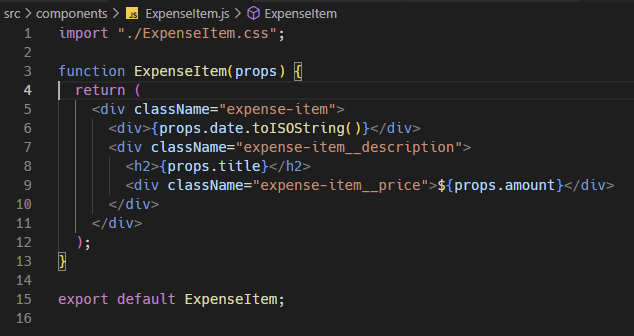 src > components > JS ExpenseItem.js > ExpenseItem
1 import "./ExpenseItem.css";
2
3 function ExpenseItem(props) {
4   return (
5     <div className="expense-item">
6       <div>{props.date.toISOString()}</div>
7       <div className="expense-item__description">
8         <h2>{props.title}</h2>
9         <div className="expense-item__price">${props.amount}</div>
10       </div>
11     </div>
12   );
13 }
14
15 export default ExpenseItem;
16